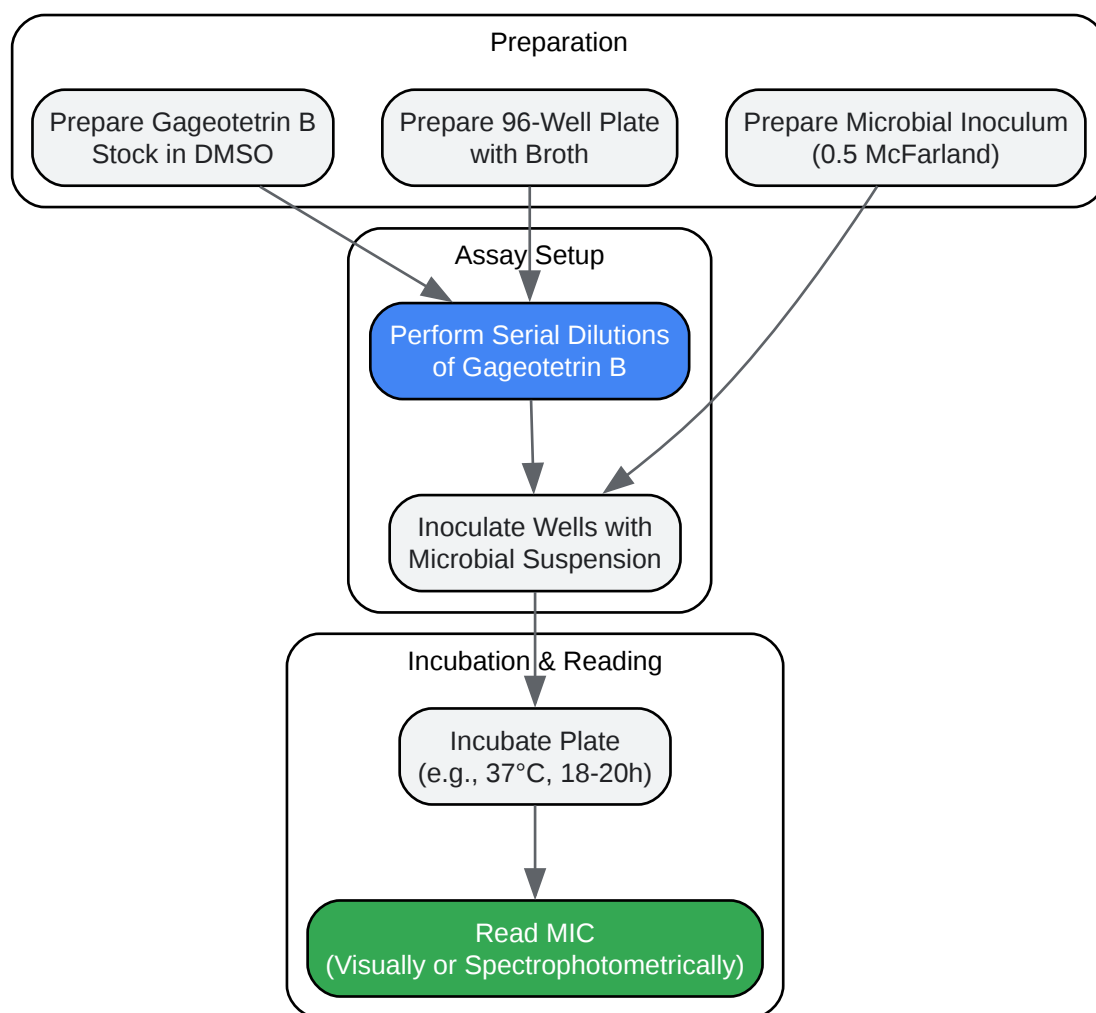 Preparation
Prepare Gageotetrin B
Stock in DMSO
Prepare 96-Well Plate
with Broth
Prepare Microbial Inoculum
(0.5 McFarland)
Assay Setup
Perform Serial Dilutions
of Gageotetrin B
Inoculate Wells with
Microbial Suspension
Incubation & Reading
Incubate Plate
(e.g., 37°C, 18-20h)
Read MIC
(Visually or Spectrophotometrically)